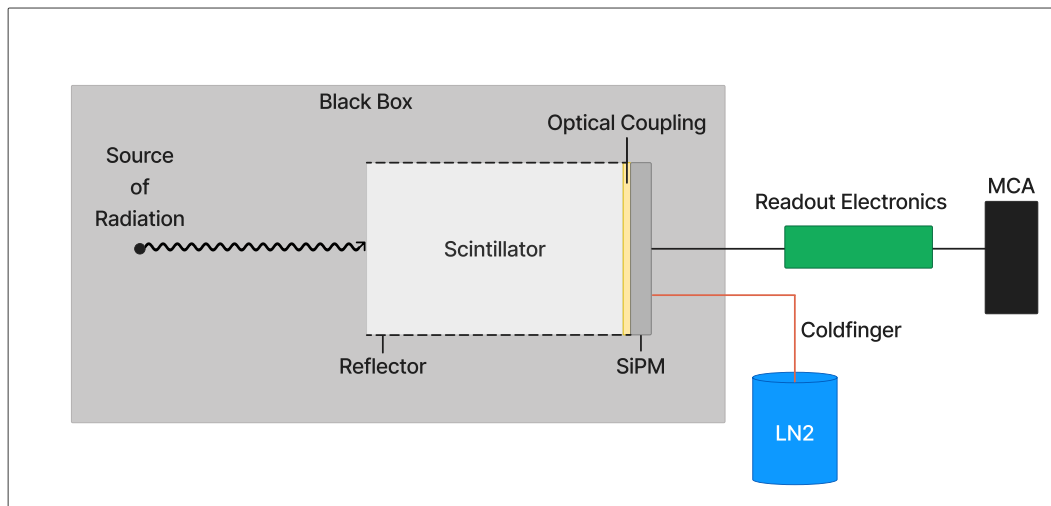 Black Box
Optical Coupling
Source
of
Radiation
MCA
Readout Electronics
Scintillator
Coldfinger
Reflector
SiPM
LN2